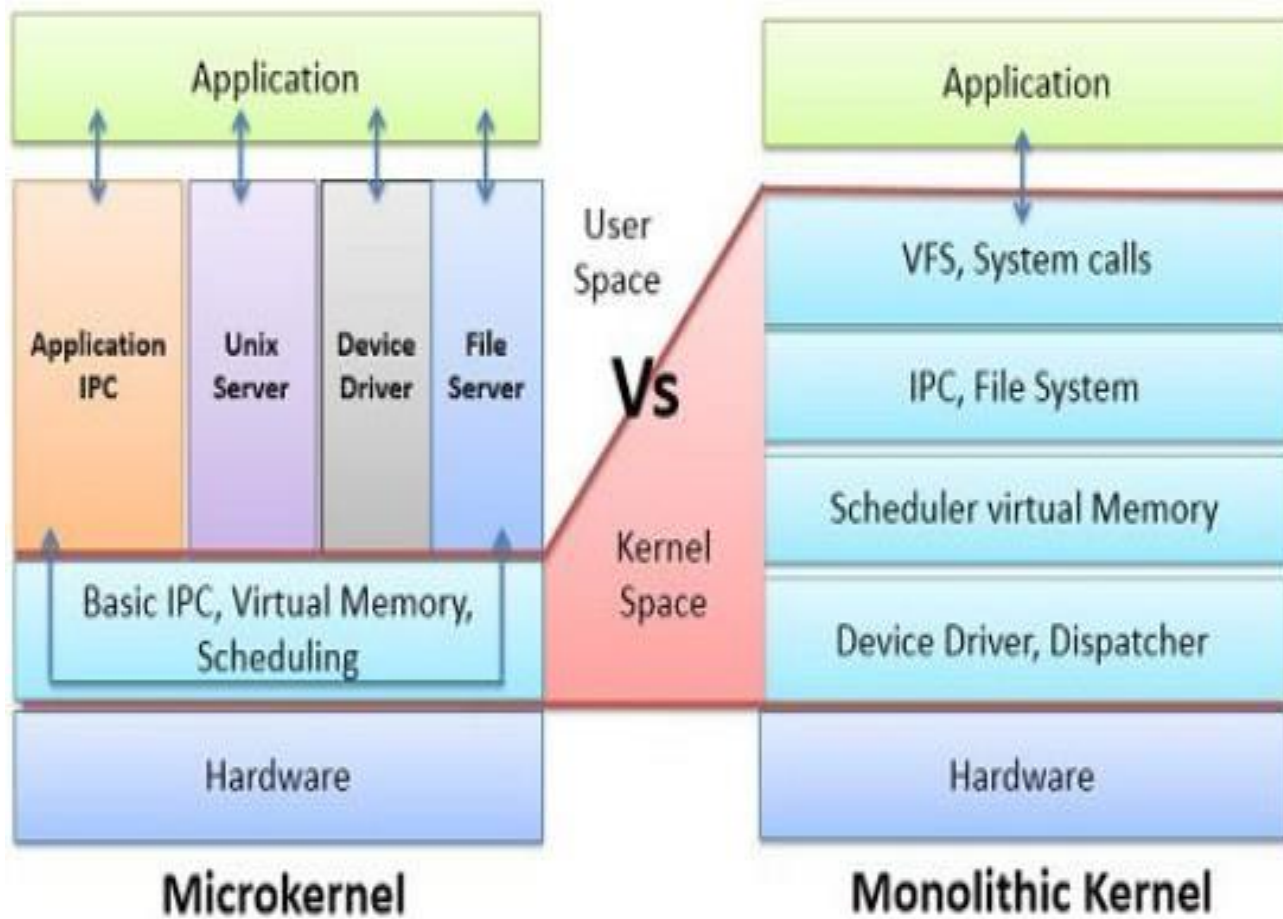 Application
Application
IPC
Unix
Server
Device
Driver
File
Server
Basic IPC, Virtual Memory,
Scheduling
Hardware
Microkernel
User
Space
Vs
Kernel
Space
Application
VFS, System calls
IPC, File System
Scheduler virtual Memory
Device Driver, Dispatcher
Hardware
Monolithic Kernel